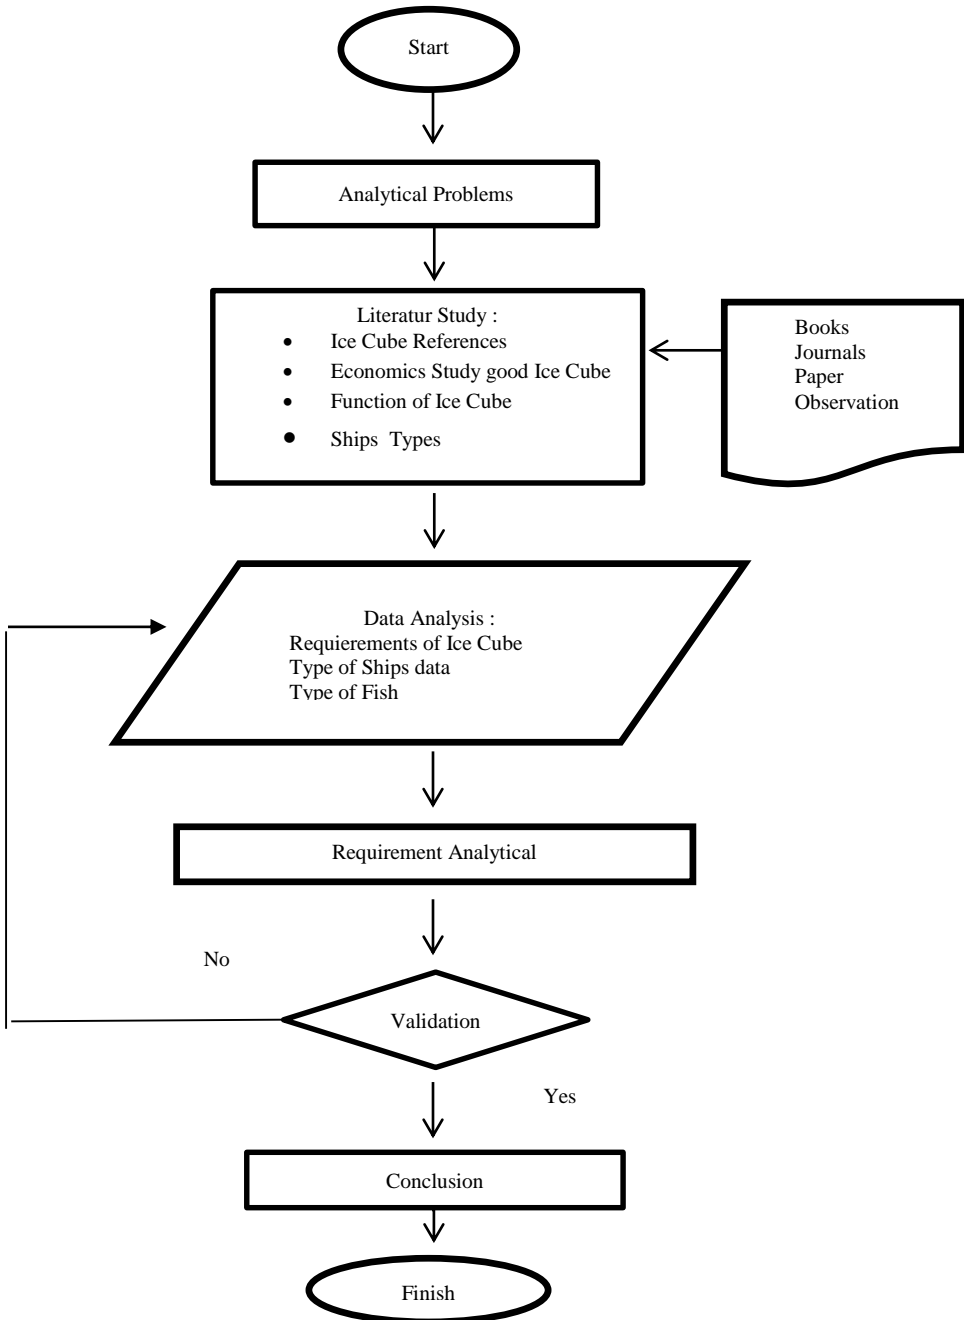 Start
Analytical Problems
Literatur Study :
• Ice Cube References
• Economics Study good Ice Cube
• Function of Ice Cube
• Ships Types
Books
Journals
Paper
Observation
Data Analysis :
Requierements of Ice Cube
Type of Ships data
Type of Fish
Requirement Analytical
No
Validation
Yes
Conclusion
Finish